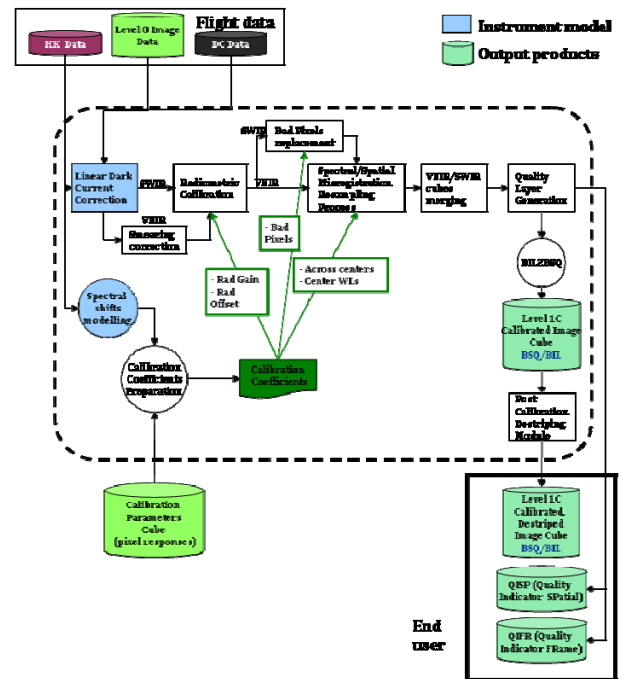 Flight data
HK Data
Level 0 Image
Data
DC Data
Instrument model
Output products
Linear Dark
Current
Correction
SWIR
VNIR
Smearing
correction
Radiometric
Calibration
SWIR
VNIR
Bad Pixels
replacement
Spectral/Spatial
Misregistration
Resampling
Process
VNIR/SWIR
cubes
merging
Quality
Layer
Generation
- Bad
Pixels
- Rad Gain
- Rad
Offset
- Across centers
- Center WLs
BIL2BSQ
Spectral
shifts
modelling
Calibration
Coefficients
Preparation
Calibration
Coefficients
Level 1C
Calibrated Image
Cube
BSQ/BIL
Post
Calibration
Destriping
Module
Calibration
Parameters
Cube
(pixel responses)
Level 1C
Calibrated,
Destriped
Image Cube
BSQ/BIL
QISP (Quality
Indicator SPatial)
QIFR (Quality
Indicator FRame)
End
user